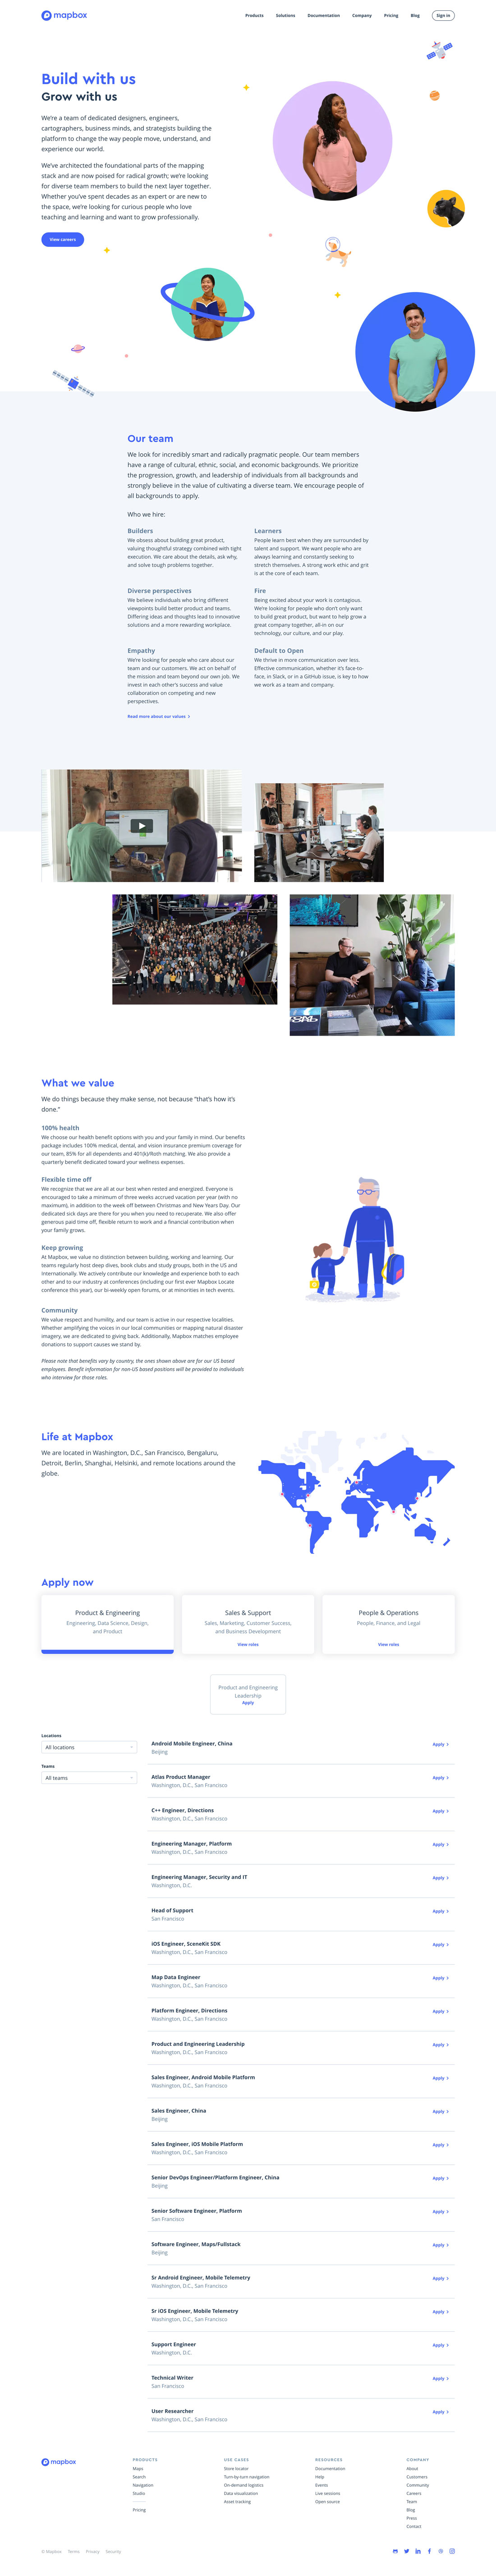 mapbox
Products Solutions Documentation Company Pricing Blog Sign in
Build with us
Grow with us
We're a team of dedicated designers, engineers,
cartographers, business minds, and strategists building the
platform to change the way people move, understand, and
experience our world.
We've architected the foundational parts of the mapping
stack and are now poised for radical growth; we're looking
for diverse team members to build the next layer together.
Whether you've spent decades as an expert or are new to
the space, we're looking for curious people who love
teaching and learning and want to grow professionally.
View careers
Our team
We look for incredibly smart and radically pragmatic people. Our team members
have a range of cultural, ethnic, social, and economic backgrounds. We prioritize
the progression, growth, and leadership of individuals from all backgrounds and
strongly believe in the value of cultivating a diverse team. We encourage people of
all backgrounds to apply.
Who we hire:
Builders
We obsess about building great product,
valuing thoughtful strategy combined with tight
execution. We care about the details, ask why,
and solve tough problems together.
Learners
People learn best when they are surrounded by
talent and support. We want people who are
always learning and constantly seeking to
stretch themselves. A strong work ethic and grit
is at the core of each team.
Diverse perspectives
We believe individuals who bring different
viewpoints build better product and teams.
Differing ideas and thoughts lead to innovative
solutions and a more rewarding workplace.
Fire
Being excited about your work is contagious.
We're looking for people who don't only want
to build great product, but want to help grow a
great company together, all-in on our
technology, our culture, and our play.
Empathy
We're looking for people who care about our
team and our customers. We act on behalf of
the mission and team beyond our own job. We
invest in each other's success and value
collaboration on competing and new
perspectives.
Default to Open
We thrive in more communication over less.
Effective communication, whether it's face-to-
face, in Slack, or in a GitHub issue, is key to how
we work as a team and company.
Read more about our values
What we value
We do things because they make sense, not because "that's how it's
done."
100% health
We choose our health benefit options with you and your family in mind. Our benefits
package includes 100% medical, dental, and vision insurance premium coverage for
our team, 85% for all dependents and 401(k)/Roth matching. We also provide a
quarterly benefit dedicated toward your wellness expenses.
Flexible time off
We recognize that we are all at our best when rested and energized. Everyone is
encouraged to take a minimum of three weeks accrued vacation per year (with no
maximum), in addition to the week off between Christmas and New Years Day. Our
dedicated sick days are there for you when you need to recuperate. We also offer
generous paid time off, flexible return to work and a financial contribution when
your family grows.
Keep growing
At Mapbox, we value no distinction between building, working and learning. Our
teams regularly host deep dives, book clubs and study groups, both in the US and
Internationally. We actively contribute our knowledge and experience both to each
other and to our industry at conferences (including our first ever Mapbox Locate
conference this year), our bi-weekly open forums, or at ministries in tech events.
Community
We value respect and humility, and our team is active in our respective localities.
Whether amplifying the voices in our local communities or mapping natural disaster
imagery, we are dedicated to giving back. Additionally, Mapbox matches employee
donations to support causes we stand by.
Please note that benefits vary by country, the ones shown above are for our US based
employees. Benefit information for non-US based positions will be provided to individuals
who interview for those roles.
Life at Mapbox
We are located in Washington, D.C., San Francisco, Bengaluru,
Detroit, Berlin, Shanghai, Helsinki, and remote locations around the
globe.
Apply now
Product & Engineering
Engineering, Data Science, Design,
and Product
Sales & Support
Sales, Marketing, Customer Success,
and Business Development
View roles
People & Operations
People, Finance, and Legal
View roles
Product and Engineering
Leadership
Apply
Locations
All locations
Teams
All teams
Android Mobile Engineer, China
Beijing
Apply
Atlas Product Manager
Washington, D.C., San Francisco
Apply
C++ Engineer, Directions
Washington, D.C., San Francisco
Apply
Engineering Manager, Platform
Washington, D.C., San Francisco
Apply
Engineering Manager, Security and IT
Washington, D.C.
Apply
Head of Support
San Francisco
Apply
iOS Engineer, SceneKit SDK
Washington, D.C., San Francisco
Apply
Map Data Engineer
Washington, D.C., San Francisco
Apply
Platform Engineer, Directions
Washington, D.C., San Francisco
Apply
Product and Engineering Leadership
Washington, D.C., San Francisco
Apply
Sales Engineer, Android Mobile Platform
Washington, D.C., San Francisco
Apply
Sales Engineer, China
Beijing
Apply
Sales Engineer, iOS Mobile Platform
Washington, D.C., San Francisco
Apply
Senior DevOps Engineer/Platform Engineer, China
Beijing
Apply
Senior Software Engineer, Platform
San Francisco
Apply
Software Engineer, Maps/Fullstack
Beijing
Apply
Sr Android Engineer, Mobile Telemetry
Washington, D.C., San Francisco
Apply
Sr iOS Engineer, Mobile Telemetry
Washington, D.C., San Francisco
Apply
Support Engineer
Washington, D.C.
Apply
Technical Writer
San Francisco
Apply
User Researcher
Washington, D.C., San Francisco
Apply
mapbox
PRODUCTS
Maps
Search
Navigation
Studio
Pricing
USE CASES
Store locator
Turn-by-turn navigation
On-demand logistics
Data visualization
Asset tracking
RESOURCES
Documentation
Help
Events
Live sessions
Open source
COMPANY
About
Customers
Community
Careers
Team
Blog
Press
Contact
© Mapbox Terms Privacy Security